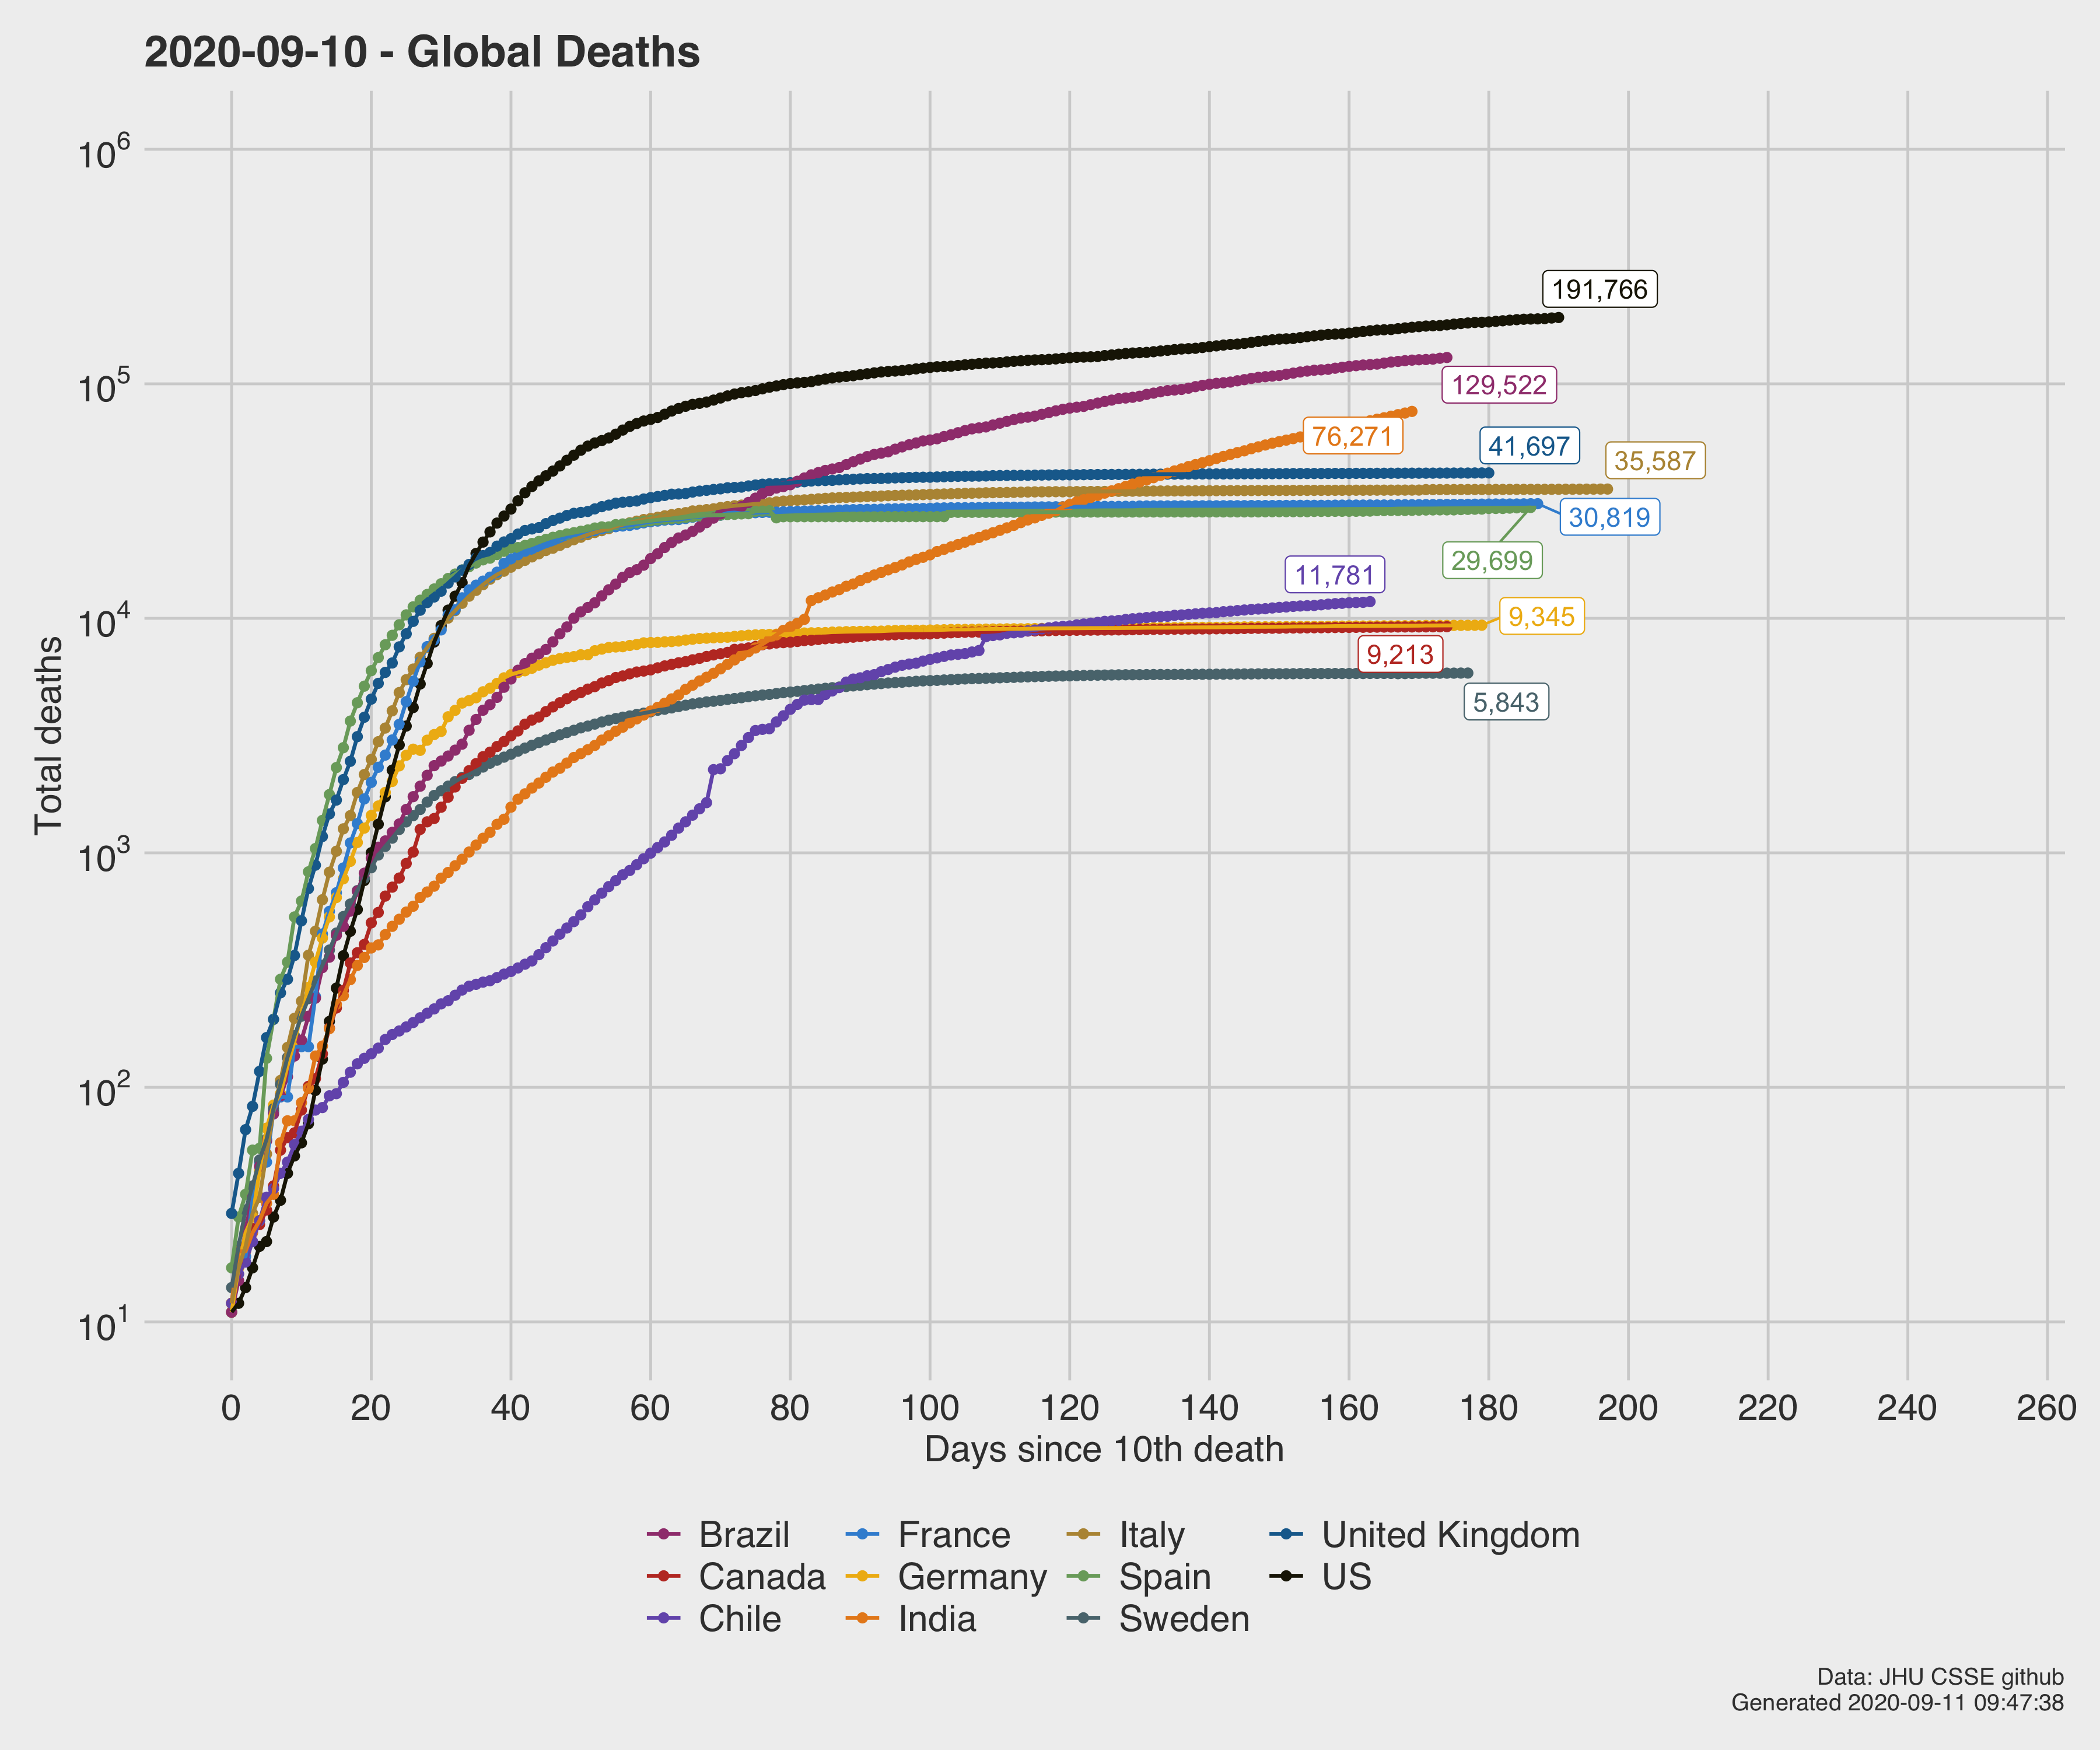 2020-09-10 - Global Deaths
10^6
10^5
10^4
10^3
10^2
10^1
Total deaths
191,766
129,522
76,271
41,697
35,587
30,819
29,699
11,781
9,345
9,213
5,843
0 20 40 60 80 100 120 140 160 180 200 220 240 260
Days since 10th death
Brazil France Italy United Kingdom
Canada Germany Spain US
Chile India Sweden
Data: JHU CSSE github
Generated 2020-09-11 09:47:38